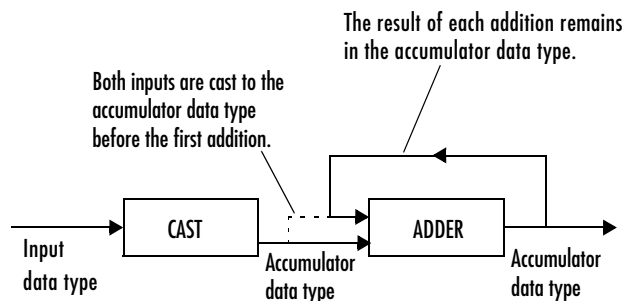 The result of each addition remains
in the accumulator data type.
Both inputs are cast to the
accumulator data type
before the first addition.
CAST
ADDER
Input
data type
Accumulator
data type
Accumulator
data type